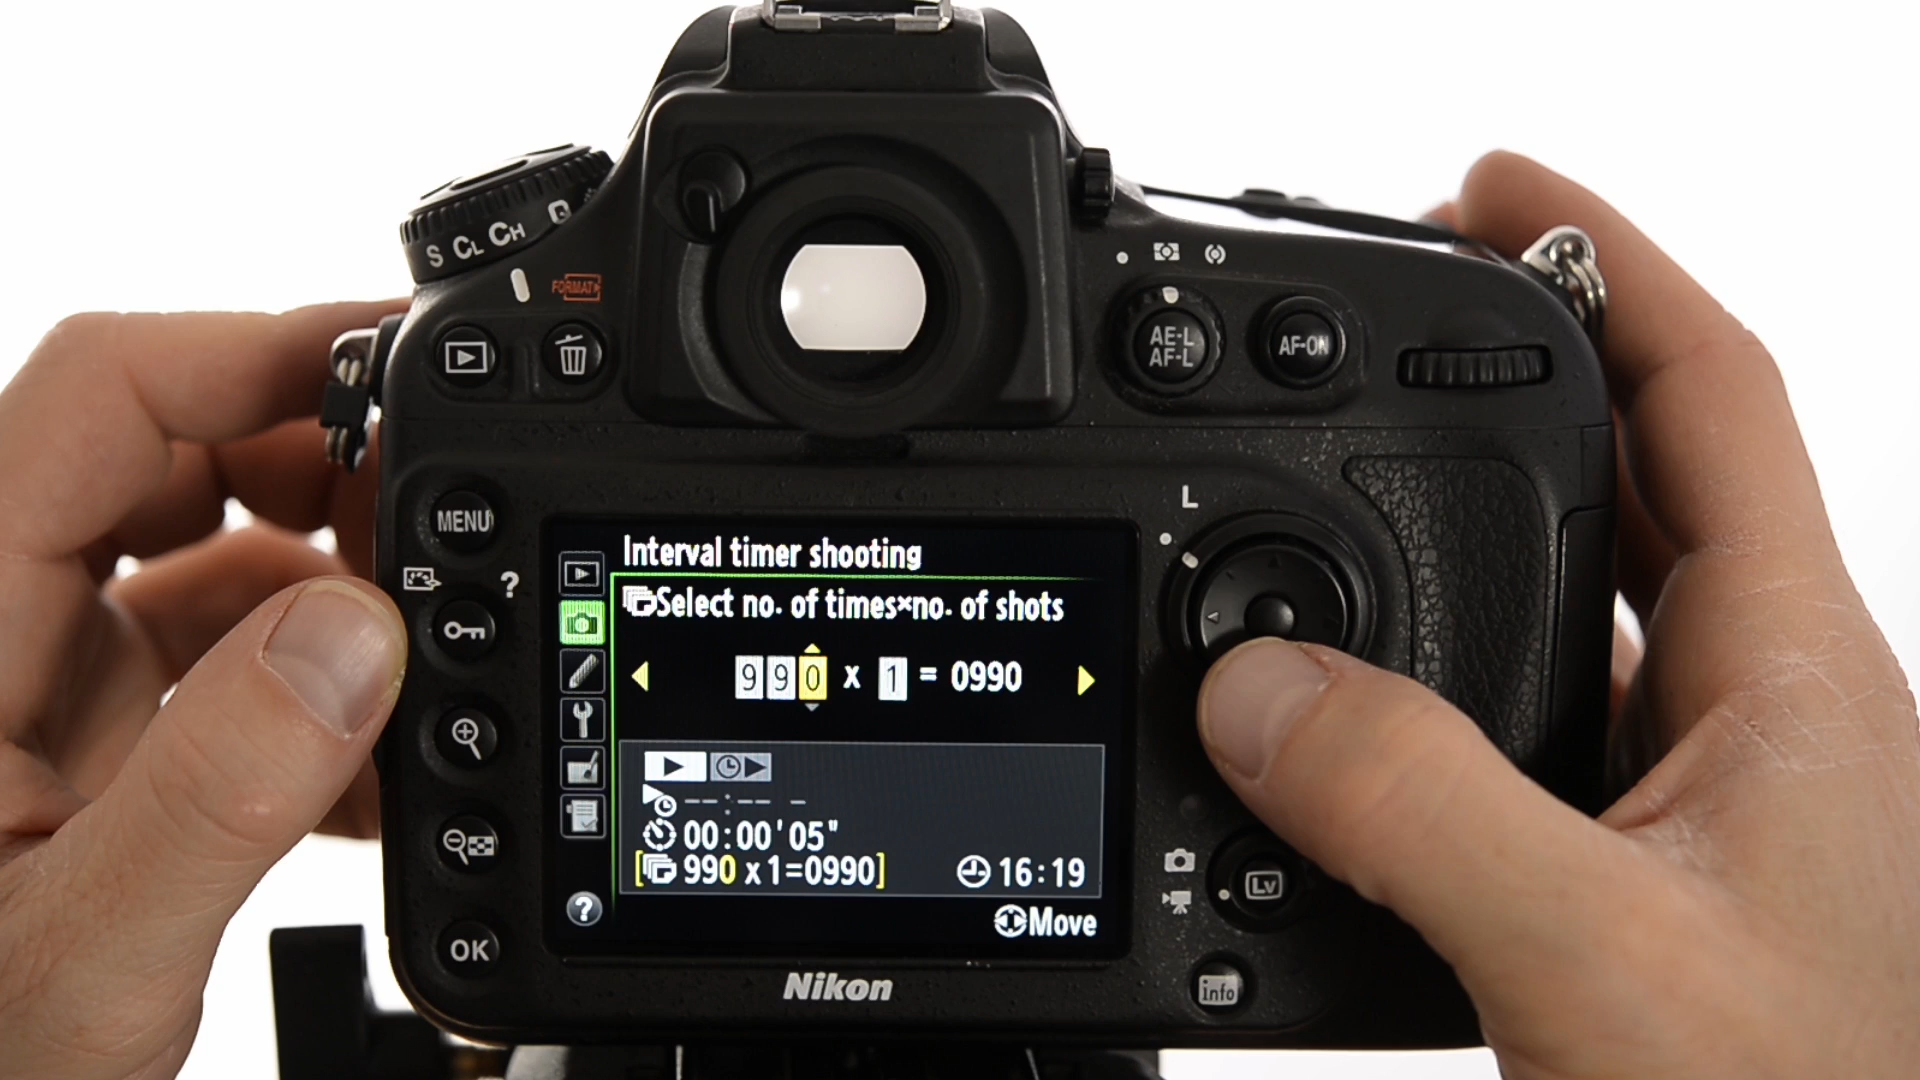 S CL CH
FORMAT
AE-L
AF-L
AF-ON
MENU
L
?
Interval timer shooting
Select no. of times×no. of shots
990 x 1 = 0990
--:-- -
00:00'05"
[990 x1=0990]
16:19
?
Move
OK
Lv
Nikon
info